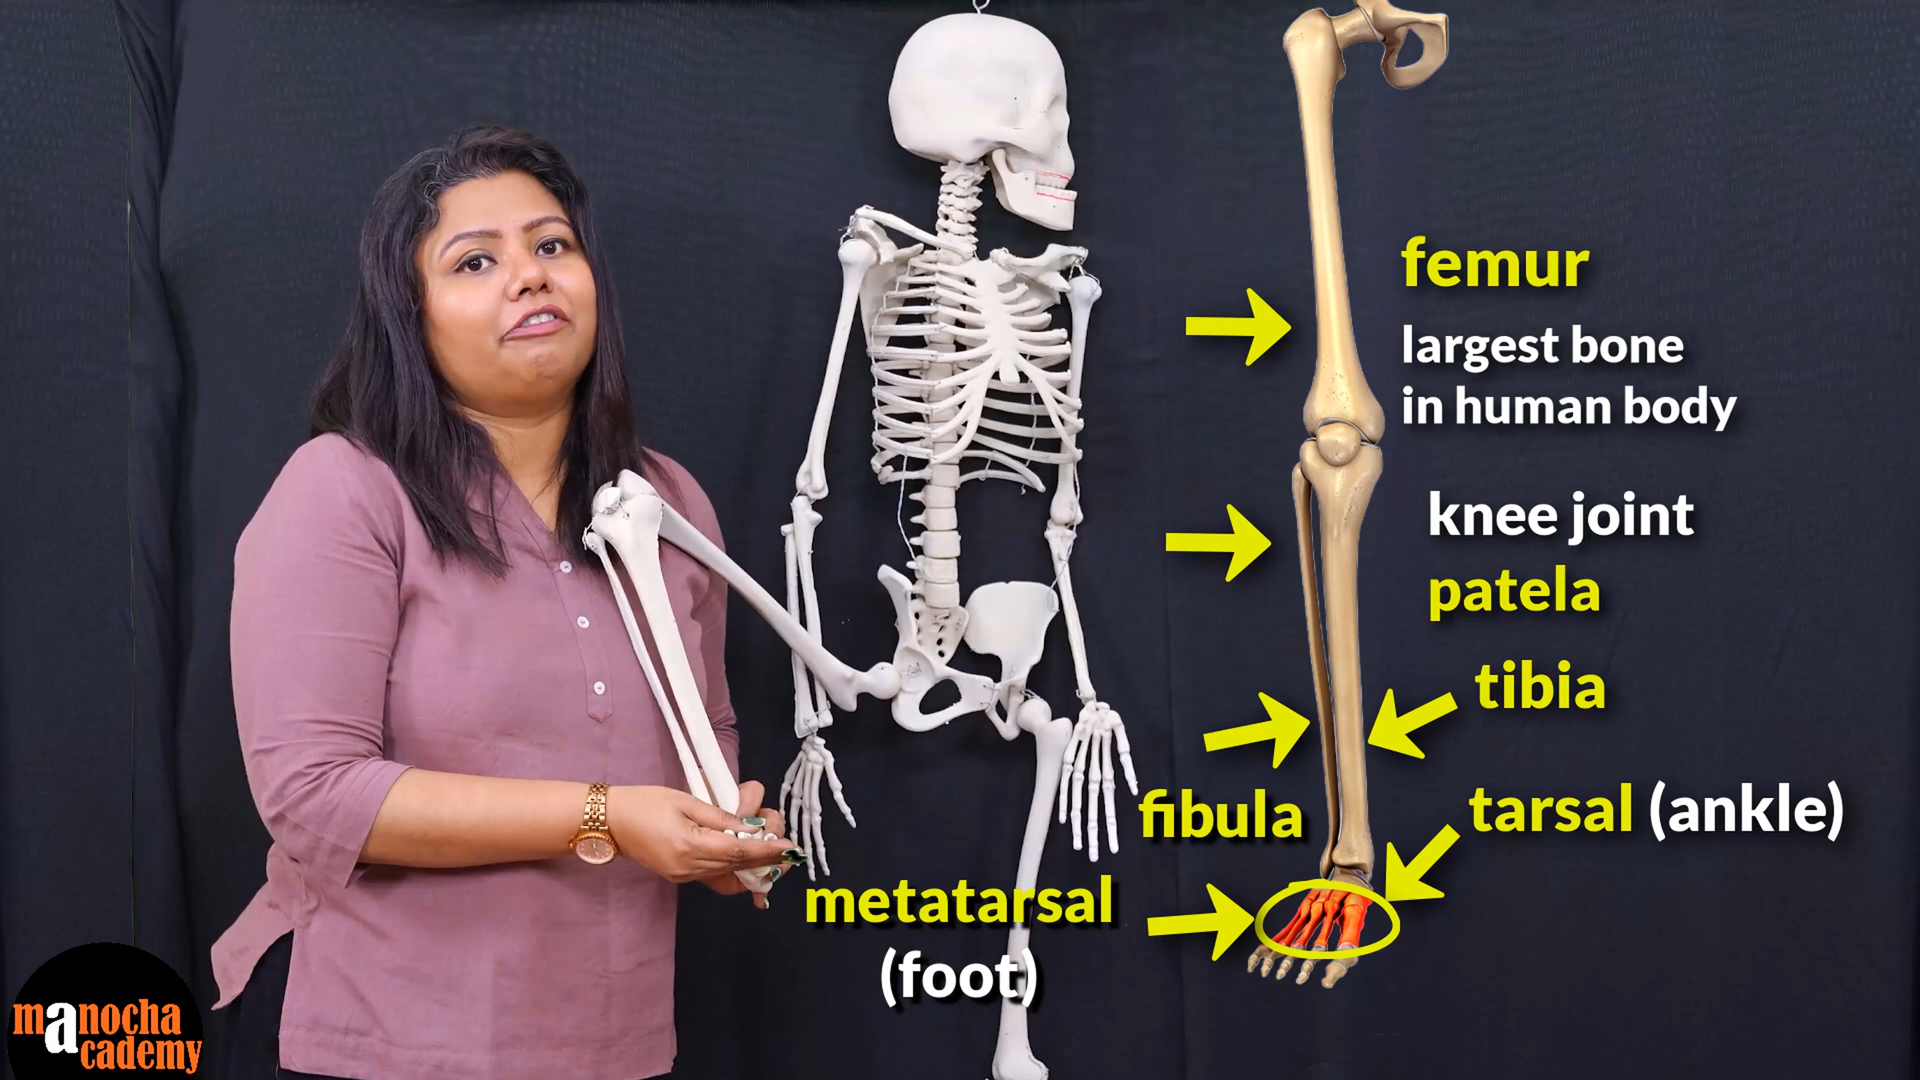 femur
largest bone
in human body
knee joint
patela
tibia
fibula
tarsal (ankle)
metatarsal
(foot)
manocha
academy